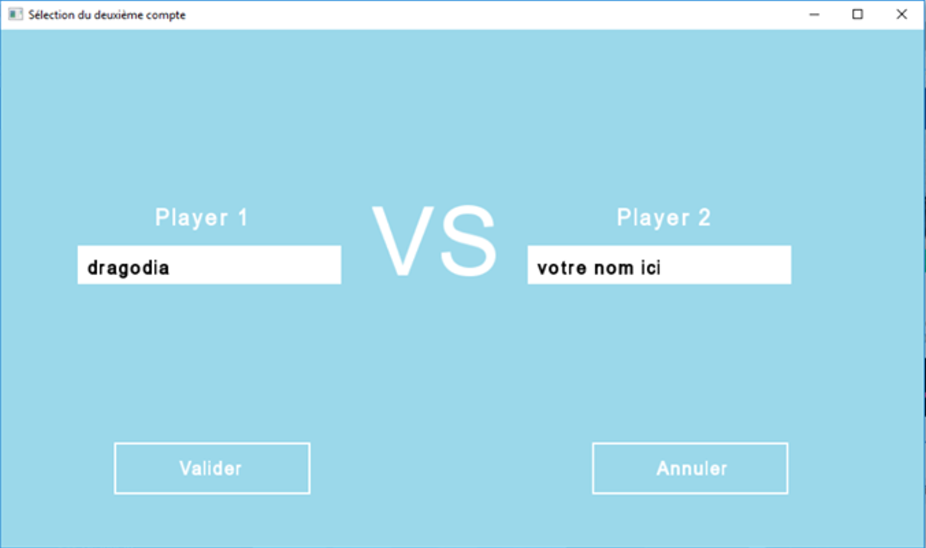 Sélection du deuxième compte
Player 1
VS
Player 2
dragodia
votre nom ici
Valider
Annuler